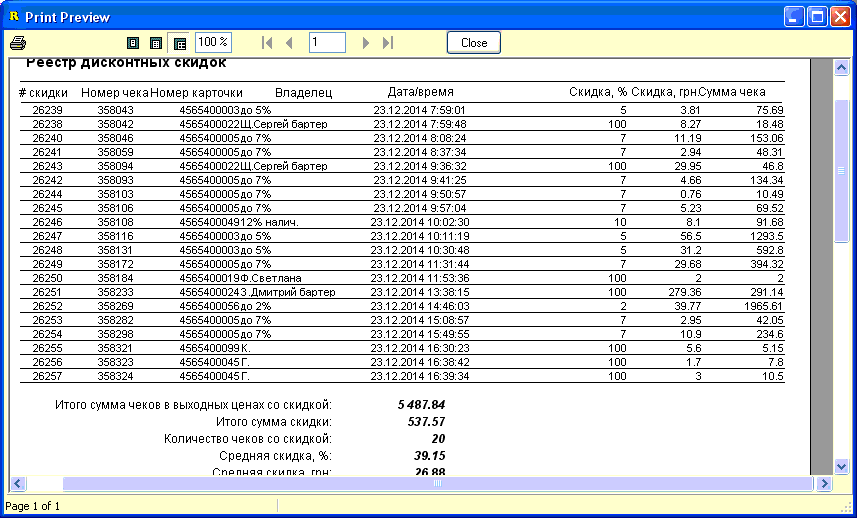 Print Preview
100 % 1 Close
Реестр дисконтных скидок
# скидки Номер чека Номер карточки Владелец Дата/время Скидка, % Скидка, грн. Сумма чека
26239 358043 4565400003 до 5% 23.12.2014 7:59:01 5 3.81 75.69
26238 358042 4565400022 Щ.Сергей бартер 23.12.2014 7:59:48 100 8.27 18.48
26240 358046 4565400005 до 7% 23.12.2014 8:08:24 7 11.19 153.06
26241 358059 4565400005 до 7% 23.12.2014 8:37:34 7 2.94 48.31
26243 358094 4565400022 Щ.Сергей бартер 23.12.2014 9:36:32 100 29.95 46.8
26242 358093 4565400005 до 7% 23.12.2014 9:41:25 7 4.66 134.34
26244 358103 4565400005 до 7% 23.12.2014 9:50:57 7 0.76 10.49
26245 358106 4565400005 до 7% 23.12.2014 9:57:04 7 5.23 69.52
26246 358108 4565400049 12% налич. 23.12.2014 10:02:30 10 8.1 91.68
26247 358116 4565400003 до 5% 23.12.2014 10:11:19 5 56.5 1293.5
26248 358131 4565400003 до 5% 23.12.2014 10:30:48 5 31.2 592.8
26249 358172 4565400005 до 7% 23.12.2014 11:31:44 7 29.68 394.32
26250 358184 4565400019 Ф.Светлана 23.12.2014 11:53:36 100 2 2
26251 358233 4565400024 З.Дмитрий бартер 23.12.2014 13:38:15 100 279.36 291.14
26252 358269 4565400056 до 2% 23.12.2014 14:46:03 2 39.77 1965.61
26253 358282 4565400005 до 7% 23.12.2014 15:08:57 7 2.95 42.05
26254 358298 4565400005 до 7% 23.12.2014 15:49:55 7 10.9 234.6
26255 358321 4565400099 К. 23.12.2014 16:30:23 100 5.6 5.15
26256 358323 4565400045 Г. 23.12.2014 16:38:42 100 1.7 7.8
26257 358324 4565400045 Г. 23.12.2014 16:39:34 100 3 10.5
Итого сумма чеков в выходных ценах со скидкой: 5 487.84
Итого сумма скидки: 537.57
Количество чеков со скидкой: 20
Средняя скидка, %: 39.15
Средняя скидка, грн: 26.88
Page 1 of 1